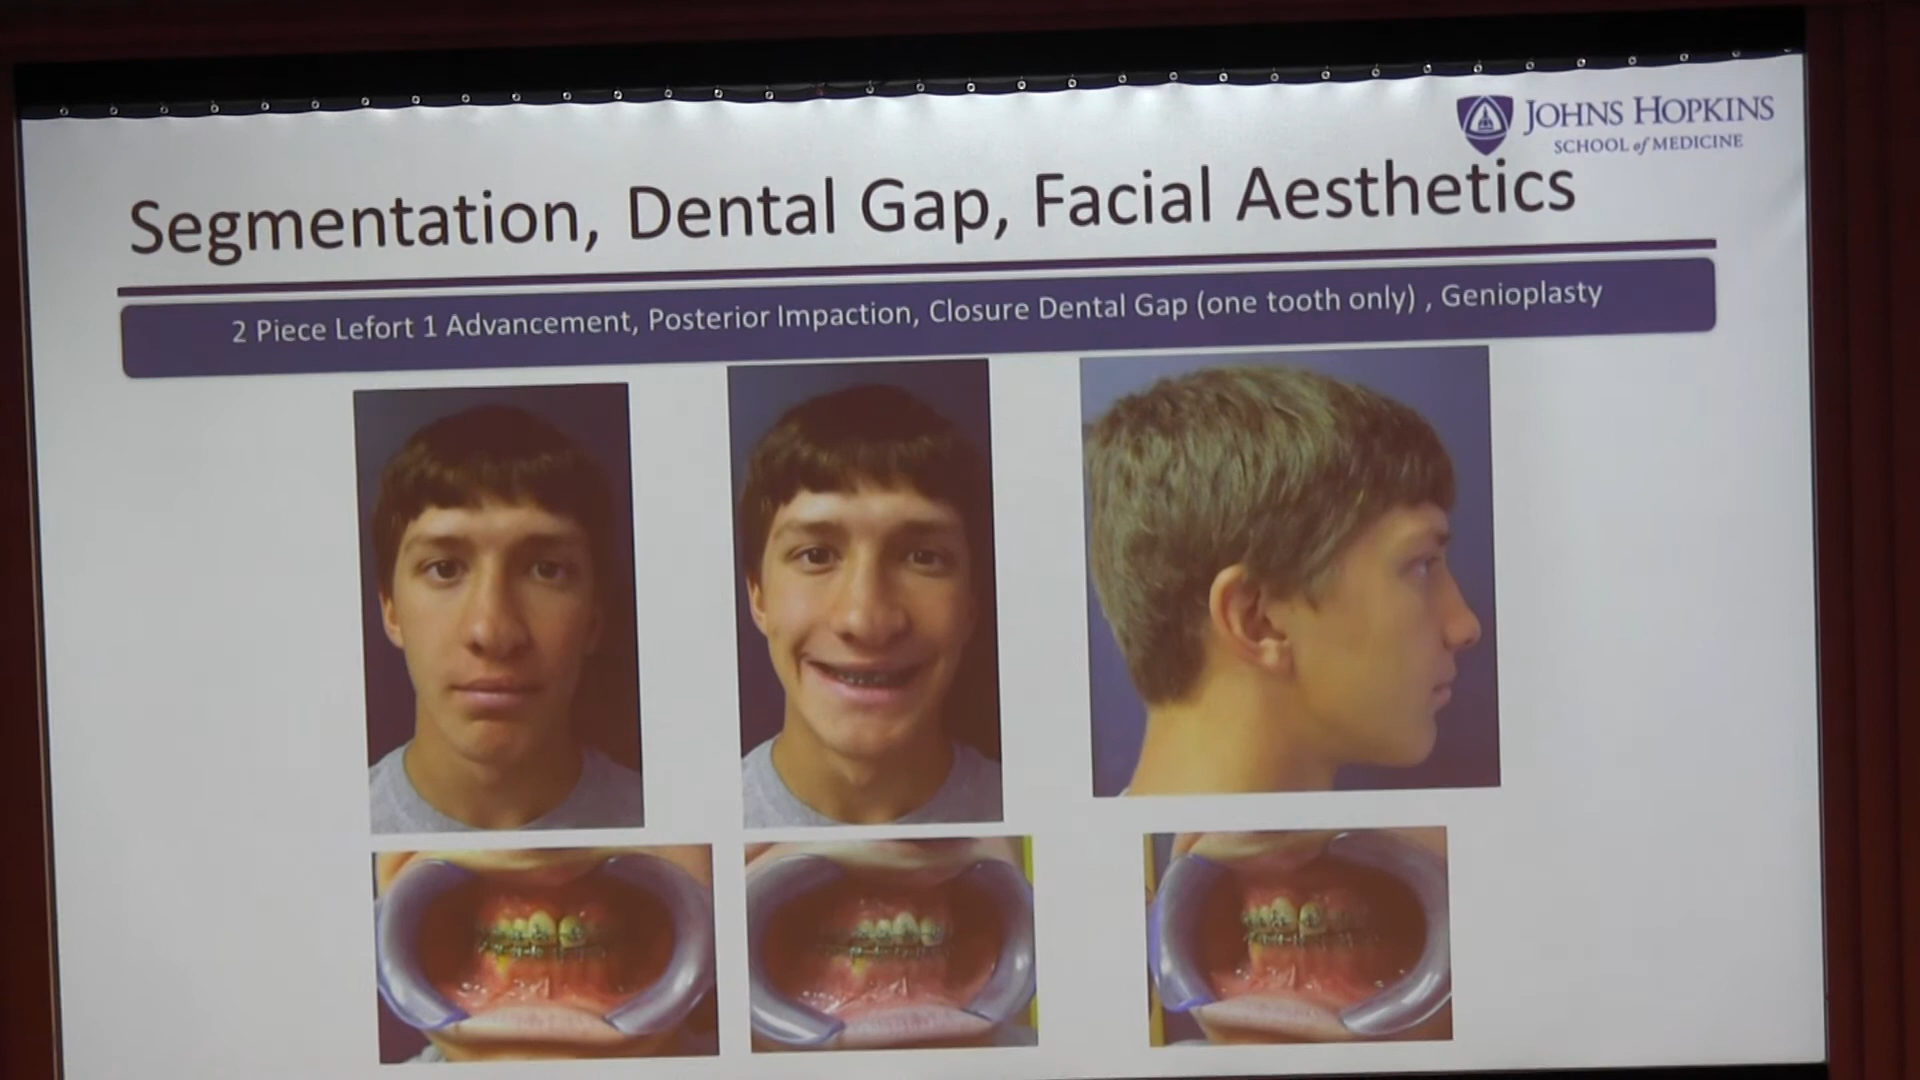 JOHNS HOPKINS
SCHOOL of MEDICINE
Segmentation, Dental Gap, Facial Aesthetics
2 Piece Lefort 1 Advancement, Posterior Impaction, Closure Dental Gap (one tooth only) , Genioplasty